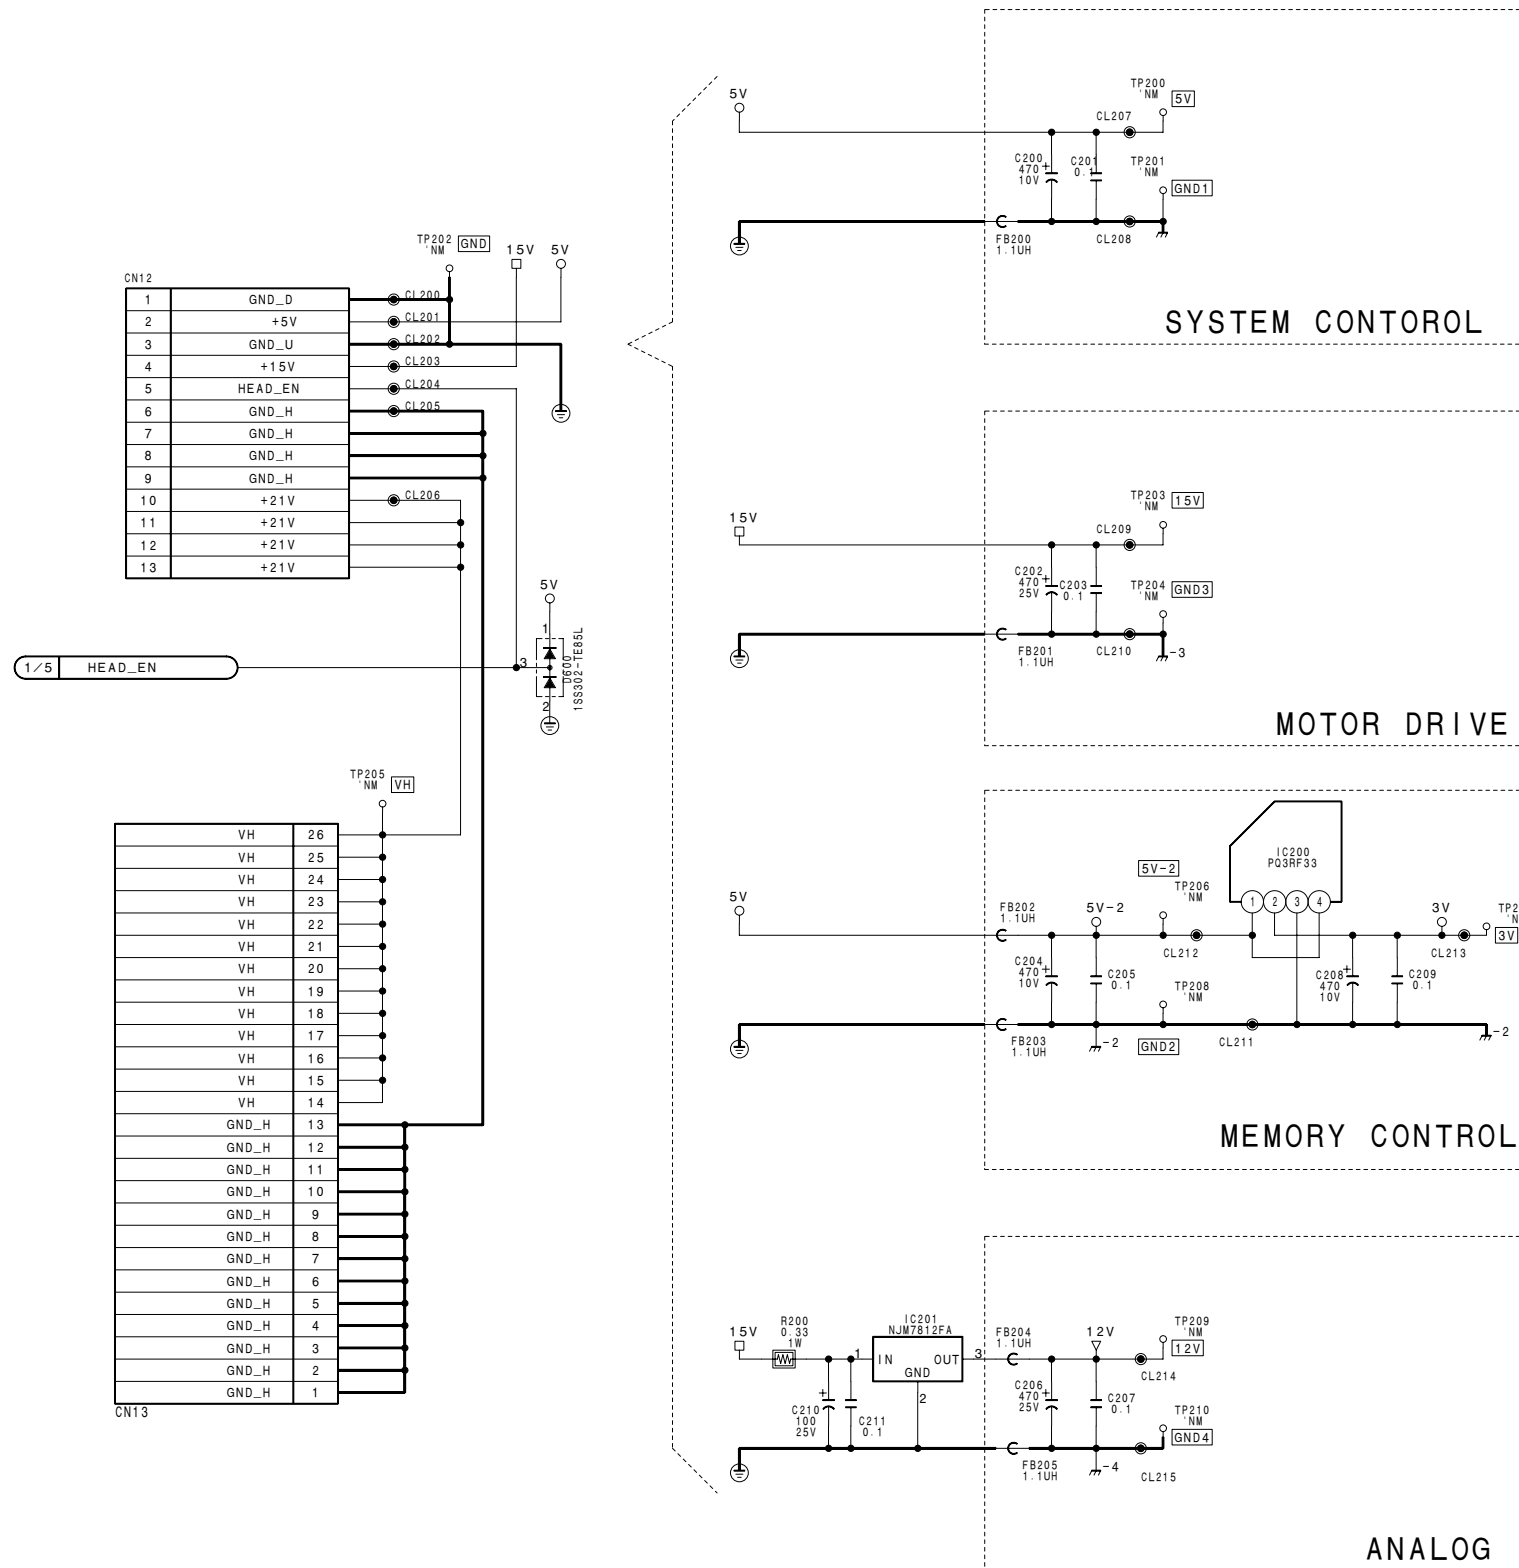 TP202
'NM
GND
15V
5V
CN12
1 GND_D CL200
2 +5V CL201
3 GND_U CL202
4 +15V CL203
5 HEAD_EN CL204
6 GND_H CL205
7 GND_H
8 GND_H
9 GND_H
10 +21V CL206
11 +21V
12 +21V
13 +21V
5V
1
3
2
D600
1SS302-TE85L
1/5 HEAD_EN
TP205
'NM
VH
VH 26
VH 25
VH 24
VH 23
VH 22
VH 21
VH 20
VH 19
VH 18
VH 17
VH 16
VH 15
VH 14
GND_H 13
GND_H 12
GND_H 11
GND_H 10
GND_H 9
GND_H 8
GND_H 7
GND_H 6
GND_H 5
GND_H 4
GND_H 3
GND_H 2
GND_H 1
CN13
5V
TP200
'NM
5V
CL207
C200
470
10V
+
C201
0.1
TP201
'NM
GND1
FB200
1.1UH
CL208
SYSTEM CONTOROL
15V
TP203
'NM
15V
CL209
C202
470
25V
+
C203
0.1
TP204
'NM
GND3
FB201
1.1UH
CL210
-3
MOTOR DRIVE
5V
FB202
1.1UH
5V-2
5V-2
TP206
'NM
IC200
PQ3RF33
1 2 3 4
3V
TP2
'N
3V
CL212
CL213
C204
470
10V
+
C205
0.1
TP208
'NM
C208
470
10V
+
C209
0.1
FB203
1.1UH
-2
GND2
CL211
-2
MEMORY CONTROL
15V
R200
0.33
1W
IC201
NJM7812FA
1 IN OUT 3
GND
2
FB204
1.1UH
12V
TP209
'NM
12V
CL214
C210
100
25V
+
C211
0.1
C206
470
25V
+
C207
0.1
TP210
'NM
GND4
FB205
1.1UH
-4
CL215
ANALOG